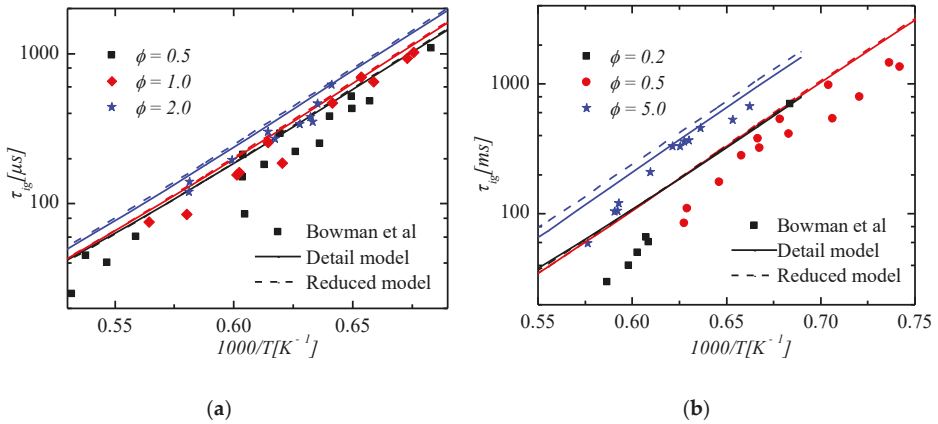 1000
100
τig[μs]
ϕ = 0.5
ϕ = 1.0
ϕ = 2.0
Bowman et al
Detail model
Reduced model
0.55
0.60
0.65
1000/T[K⁻¹]
(a)
1000
100
τig[ms]
ϕ = 0.2
ϕ = 0.5
ϕ = 5.0
Bowman et al
Detail model
Reduced model
0.55
0.60
0.65
0.70
0.75
1000/T[K⁻¹]
(b)